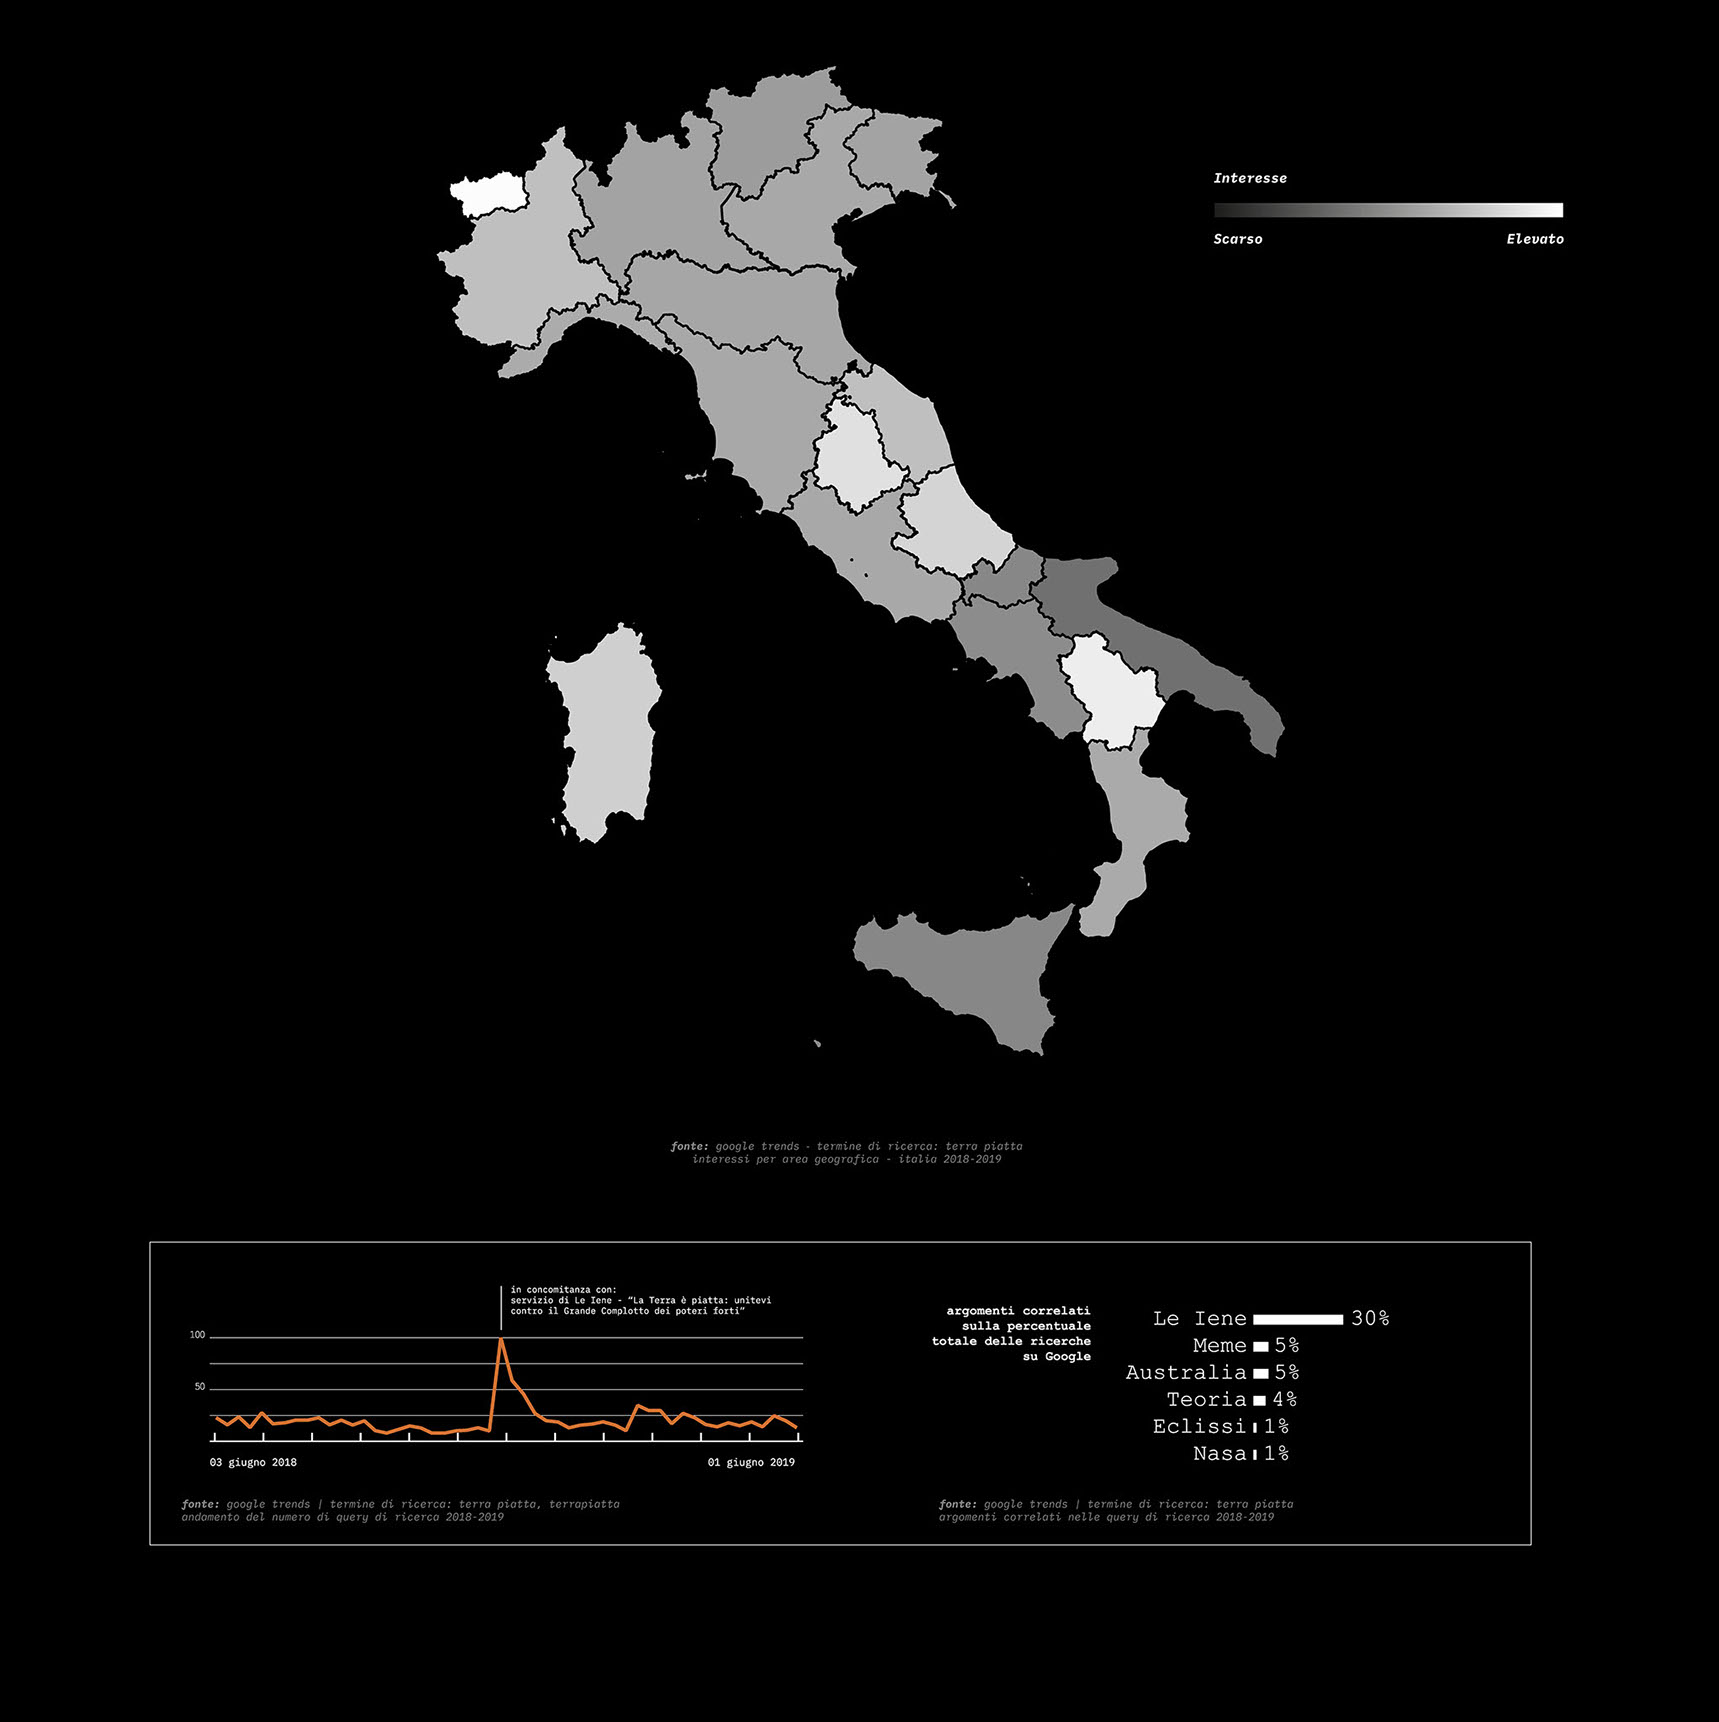 Interesse
Scarso Elevato
fonte: google trends - termine di ricerca: terra piatta
interessi per area geografica - italia 2018-2019
in concomitanza con:
servizio di Le Iene - “La Terra è piatta: unitevi
contro il Grande Complotto dei poteri forti”
100
50
03 giugno 2018 01 giugno 2019
fonte: google trends | termine di ricerca: terra piatta, terrapiatta
andamento del numero di query di ricerca 2018-2019
argomenti correlati
sulla percentuale
totale delle ricerche
su Google
Le Iene 30%
Meme 5%
Australia 5%
Teoria 4%
Eclissi 1%
Nasa 1%
fonte: google trends | termine di ricerca: terra piatta
argomenti correlati nelle query di ricerca 2018-2019